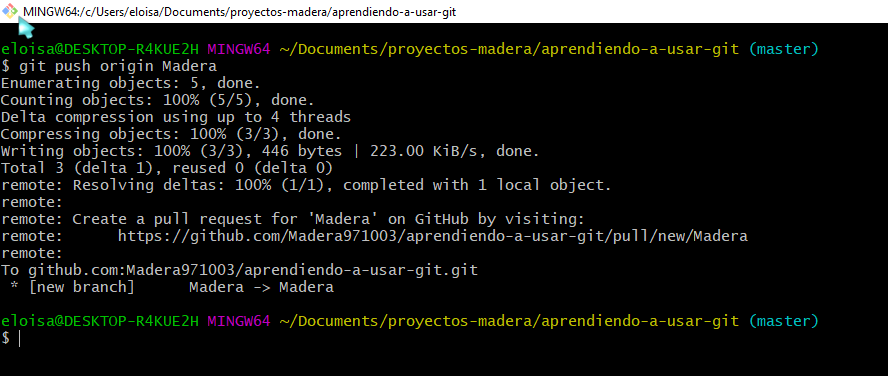 MINGW64:/c/Users/eloisa/Documents/proyectos-madera/aprendiendo-a-usar-git
eloisa@DESKTOP-R4KUE2H MINGW64 ~/Documents/proyectos-madera/aprendiendo-a-usar-git (master)
$ git push origin Madera
Enumerating objects: 5, done.
Counting objects: 100% (5/5), done.
Delta compression using up to 4 threads
Compressing objects: 100% (3/3), done.
Writing objects: 100% (3/3), 446 bytes | 223.00 KiB/s, done.
Total 3 (delta 1), reused 0 (delta 0)
remote: Resolving deltas: 100% (1/1), completed with 1 local object.
remote:
remote: Create a pull request for 'Madera' on GitHub by visiting:
remote:      https://github.com/Madera971003/aprendiendo-a-usar-git/pull/new/Madera
remote:
To github.com:Madera971003/aprendiendo-a-usar-git.git
 * [new branch]      Madera -> Madera
eloisa@DESKTOP-R4KUE2H MINGW64 ~/Documents/proyectos-madera/aprendiendo-a-usar-git (master)
$